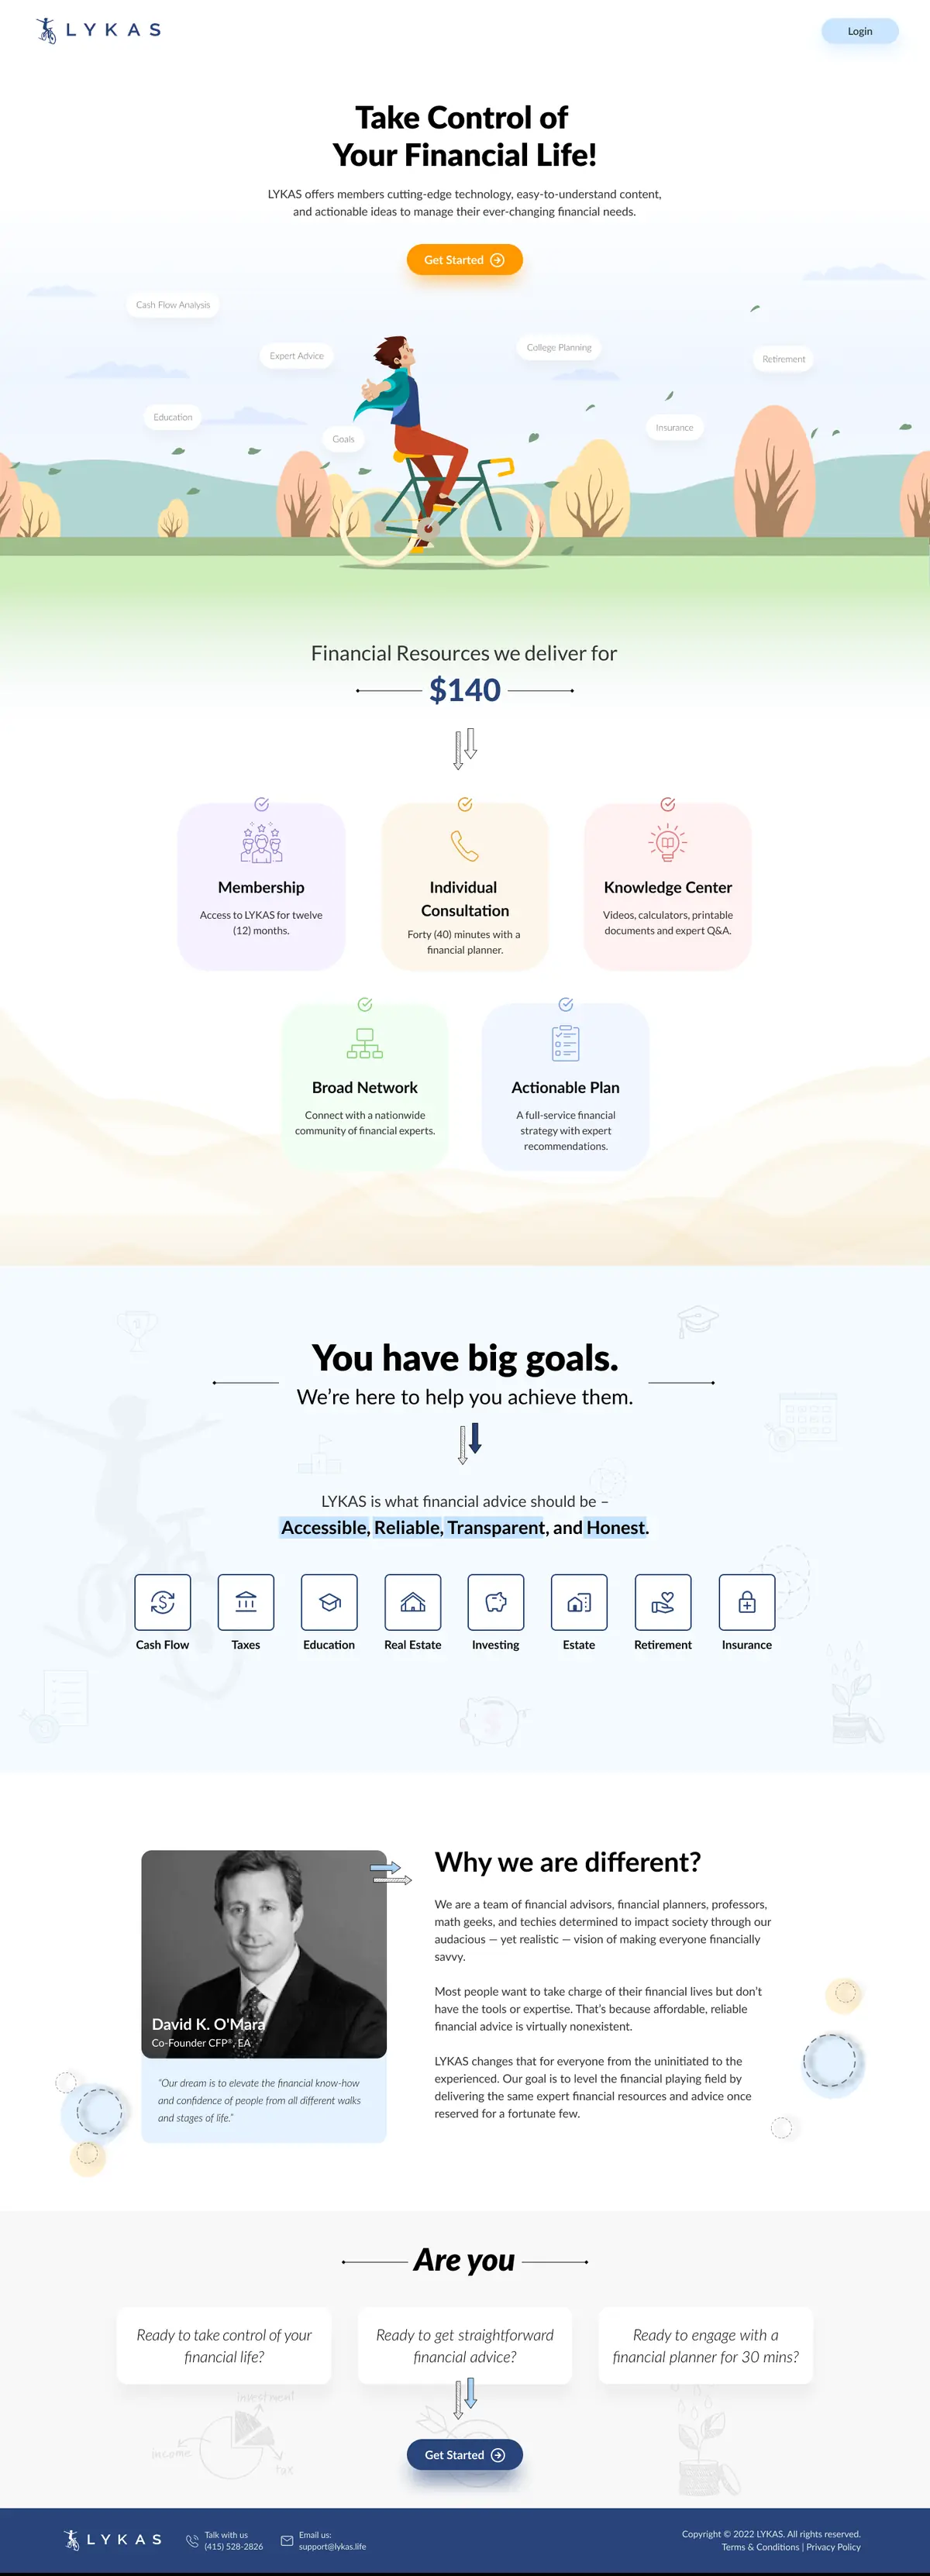 LYKAS
Login
Take Control of
Your Financial Life!
LYKAS offers members cutting-edge technology, easy-to-understand content,
and actionable ideas to manage their ever-changing financial needs.
Get Started
Cash Flow Analysis
Expert Advice
College Planning
Retirement
Education
Goals
Insurance
Financial Resources we deliver for
$140
Membership
Access to LYKAS for twelve
(12) months.
Individual
Consultation
Forty (40) minutes with a
financial planner.
Knowledge Center
Videos, calculators, printable
documents and expert Q&A.
Broad Network
Connect with a nationwide
community of financial experts.
Actionable Plan
A full-service financial
strategy with expert
recommendations.
You have big goals.
We're here to help you achieve them.
LYKAS is what financial advice should be –
Accessible, Reliable, Transparent, and Honest.
Cash Flow
Taxes
Education
Real Estate
Investing
Estate
Retirement
Insurance
David K. O'Mara
Co-Founder CFP®, EA
"Our dream is to elevate the financial know-how
and confidence of people from all different walks
and stages of life."
Why we are different?
We are a team of financial advisors, financial planners, professors,
math geeks, and techies determined to impact society through our
audacious — yet realistic — vision of making everyone financially
savvy.
Most people want to take charge of their financial lives but don't
have the tools or expertise. That's because affordable, reliable
financial advice is virtually nonexistent.
LYKAS changes that for everyone from the uninitiated to the
experienced. Our goal is to level the financial playing field by
delivering the same expert financial resources and advice once
reserved for a fortunate few.
Are you
Ready to take control of your
financial life?
Ready to get straightforward
financial advice?
Ready to engage with a
financial planner for 30 mins?
investment
income
tax
Get Started
LYKAS
Talk with us
(415) 528-2826
Email us:
support@lykas.life
Copyright © 2022 LYKAS. All rights reserved.
Terms & Conditions | Privacy Policy